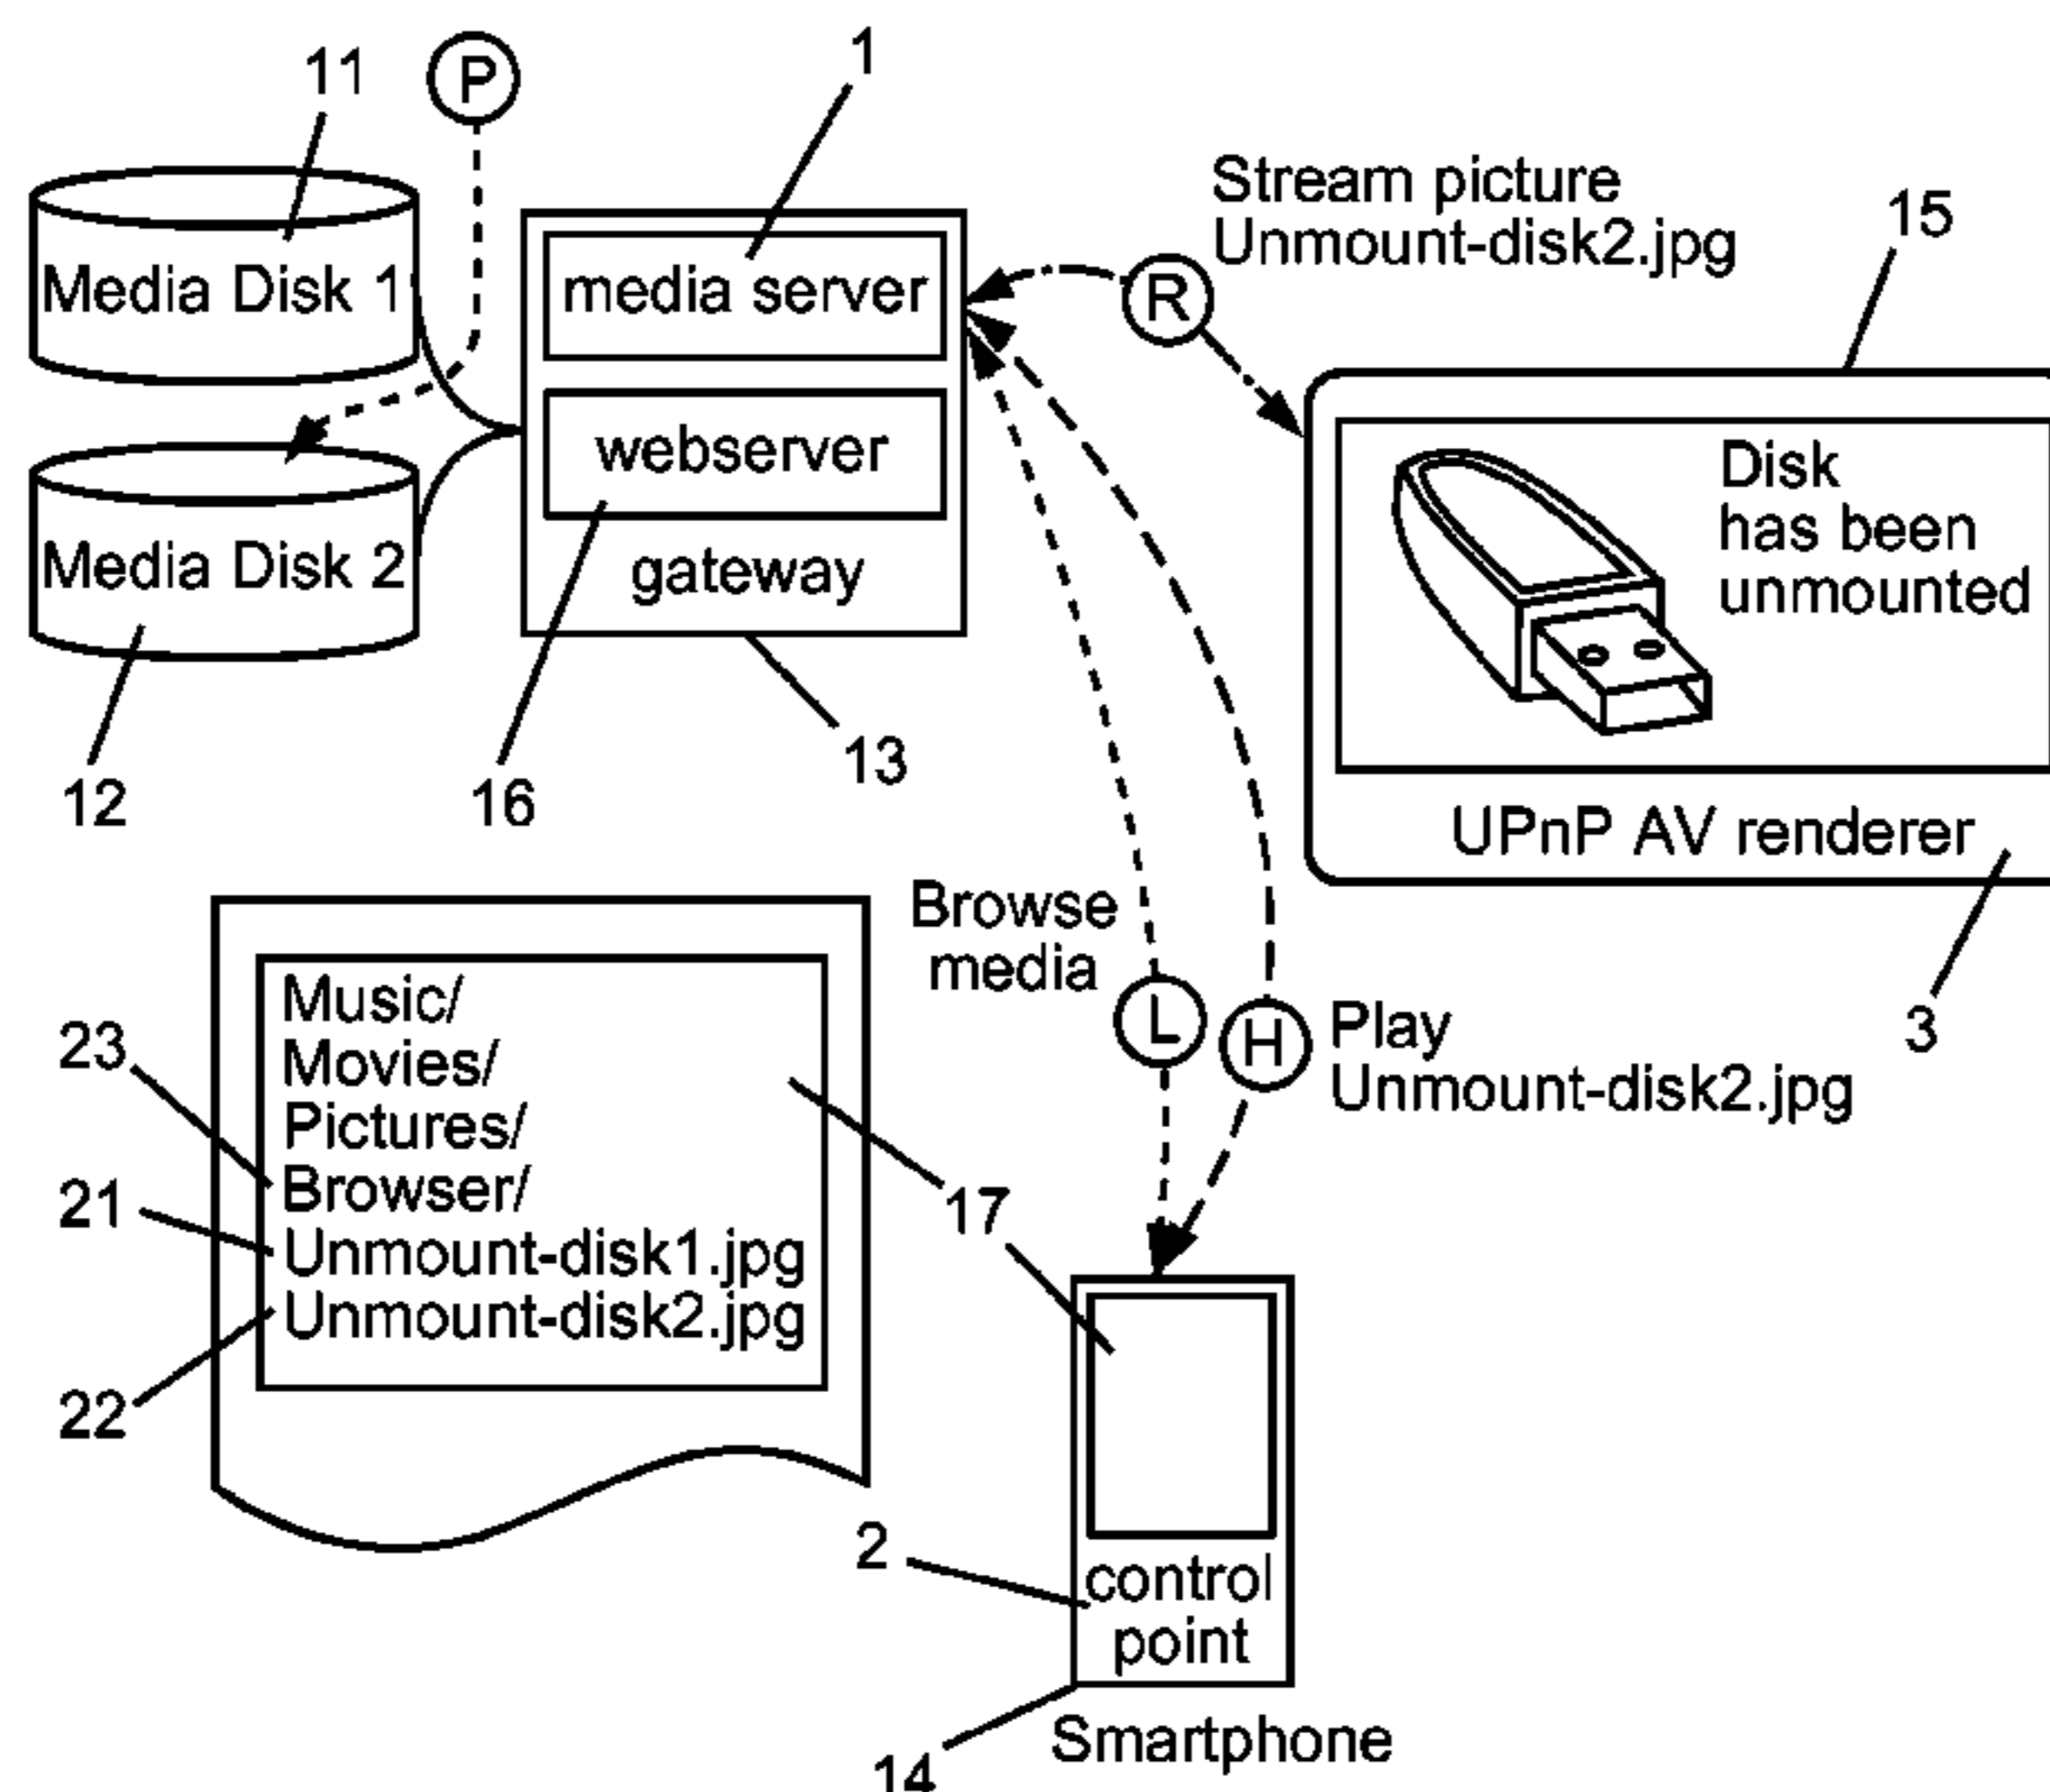 11
P
1
Media Disk 1
media server
Stream picture
Unmount-disk2.jpg
R
15
Media Disk 2
webserver
gateway
Disk
has been
unmounted
12
16
13
UPnP AV renderer
3
Browse
media
L
H
Play
Unmount-disk2.jpg
Music/
Movies/
Pictures/
Browser/
Unmount-disk1.jpg
Unmount-disk2.jpg
23
21
22
17
2
control
point
14
Smartphone